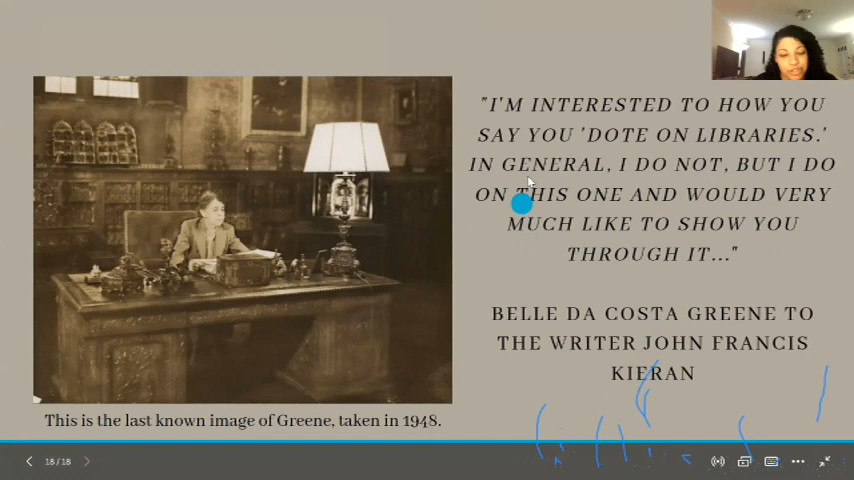 "I'M INTERESTED TO HOW YOU
SAY YOU 'DOTE ON LIBRARIES.'
IN GENERAL, I DO NOT, BUT I DO
ON THIS ONE AND WOULD VERY
MUCH LIKE TO SHOW YOU
THROUGH IT..."
BELLE DA COSTA GREENE TO
THE WRITER JOHN FRANCIS
KIERAN
This is the last known image of Greene, taken in 1948.
18/18